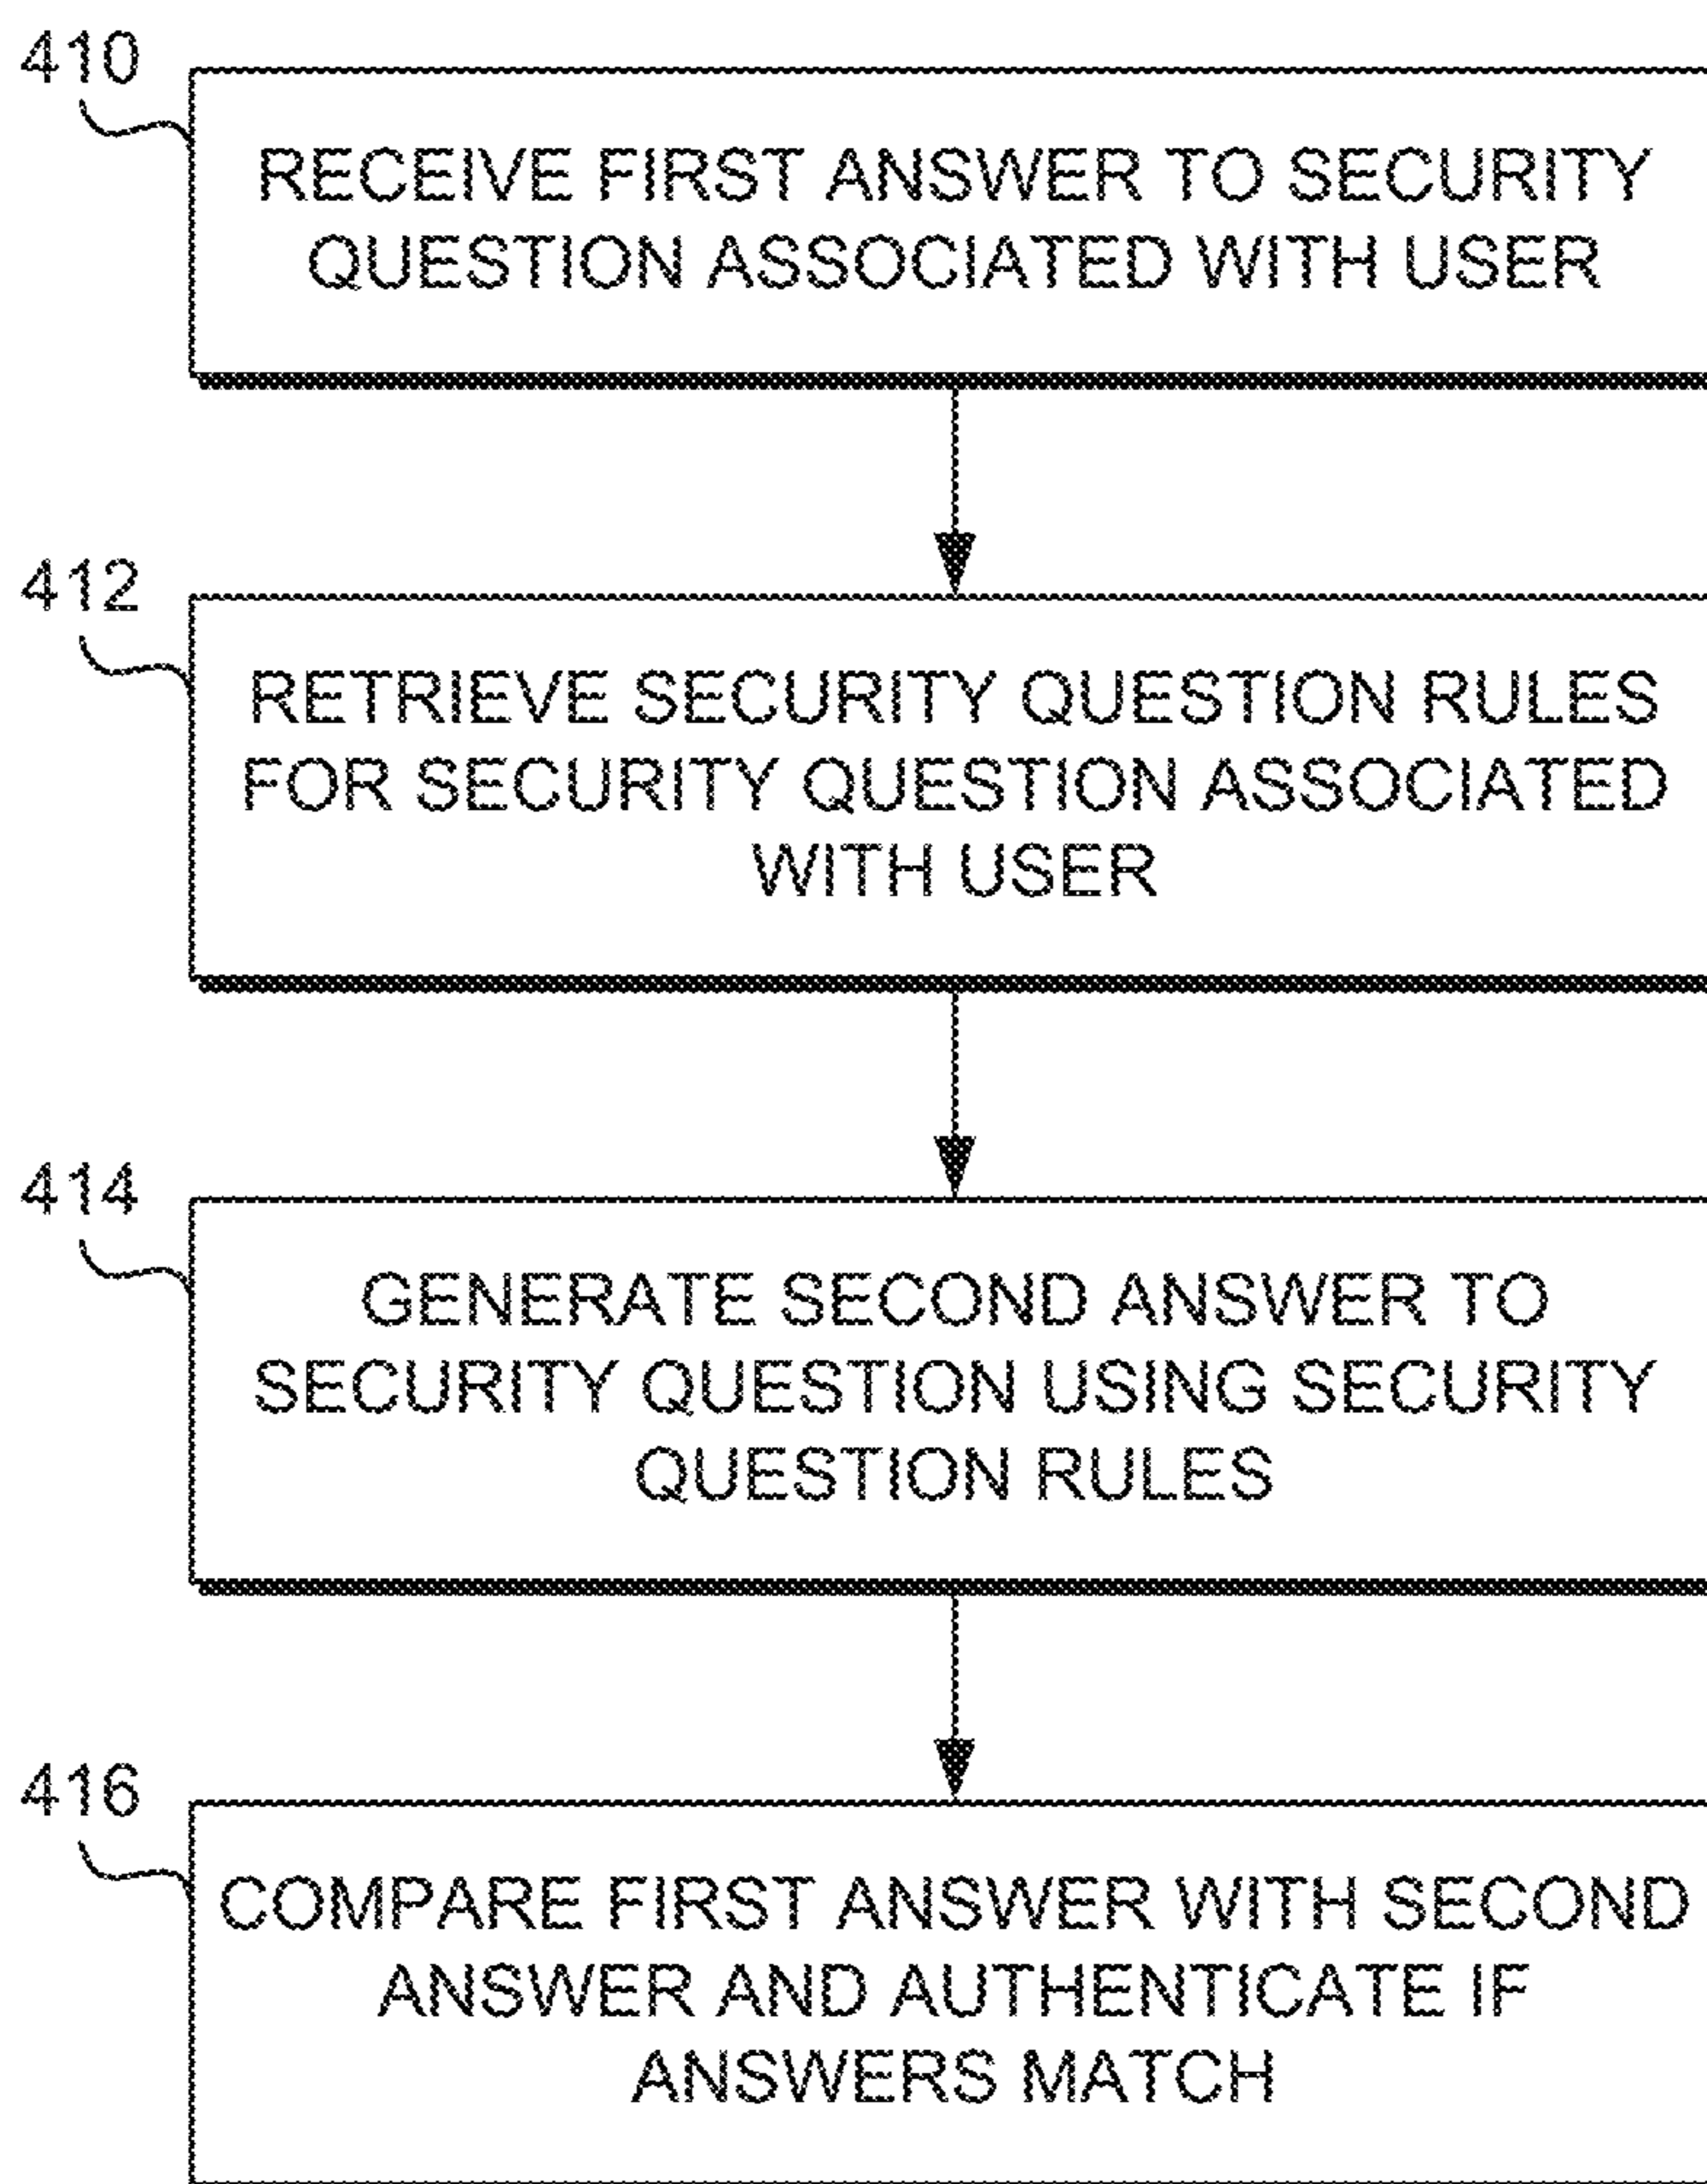 410
RECEIVE FIRST ANSWER TO SECURITY
QUESTION ASSOCIATED WITH USER
412
RETRIEVE SECURITY QUESTION RULES
FOR SECURITY QUESTION ASSOCIATED
WITH USER
414
GENERATE SECOND ANSWER TO
SECURITY QUESTION USING SECURITY
QUESTION RULES
416
COMPARE FIRST ANSWER WITH SECOND
ANSWER AND AUTHENTICATE IF
ANSWERS MATCH